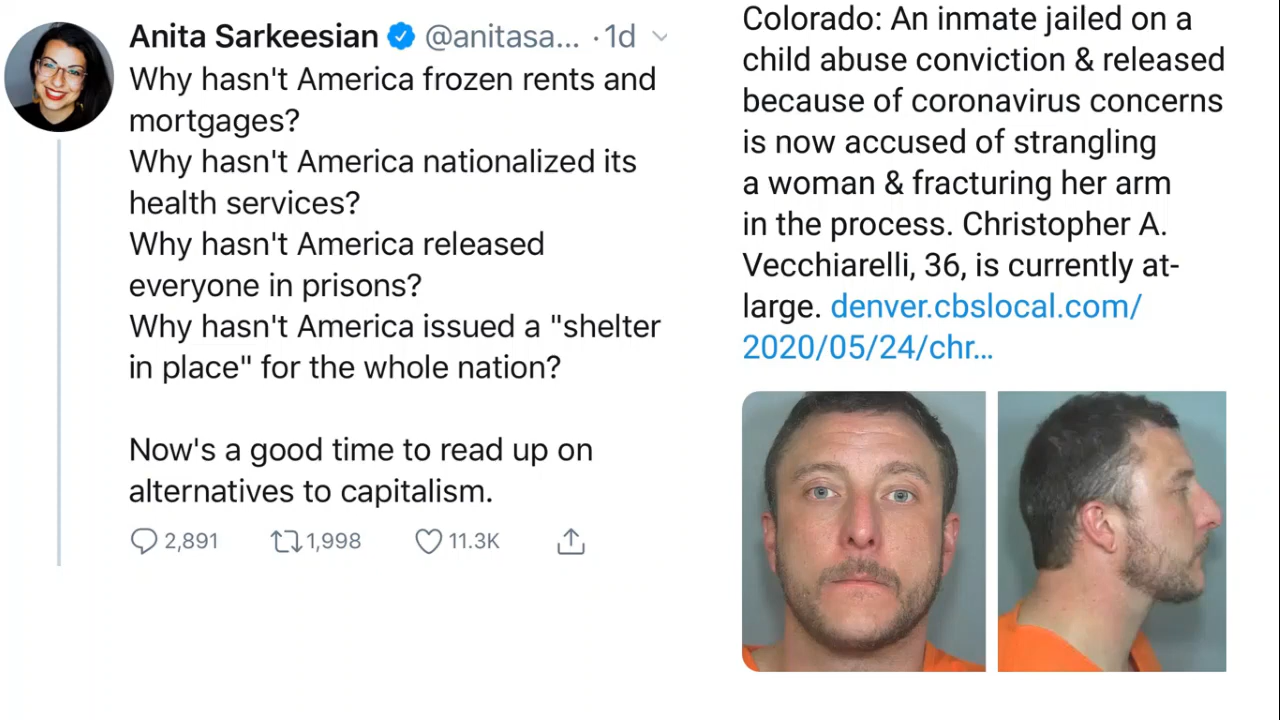 Anita Sarkeesian @anitasa... · 1d
Why hasn't America frozen rents and
mortgages?
Why hasn't America nationalized its
health services?
Why hasn't America released
everyone in prisons?
Why hasn't America issued a "shelter
in place" for the whole nation?
Now's a good time to read up on
alternatives to capitalism.
2,891 1,998 11.3K
Colorado: An inmate jailed on a
child abuse conviction & released
because of coronavirus concerns
is now accused of strangling
a woman & fracturing her arm
in the process. Christopher A.
Vecchiarelli, 36, is currently at-
large. denver.cbslocal.com/
2020/05/24/chr...